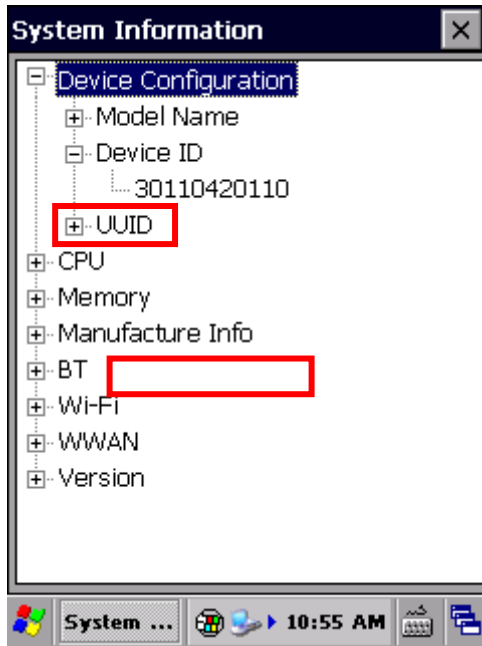 System Information
Device Configuration
Model Name
Device ID
30110420110
UUID
CPU
Memory
Manufacture Info
BT
Wi-Fi
WWAN
Version
System ... 10:55 AM